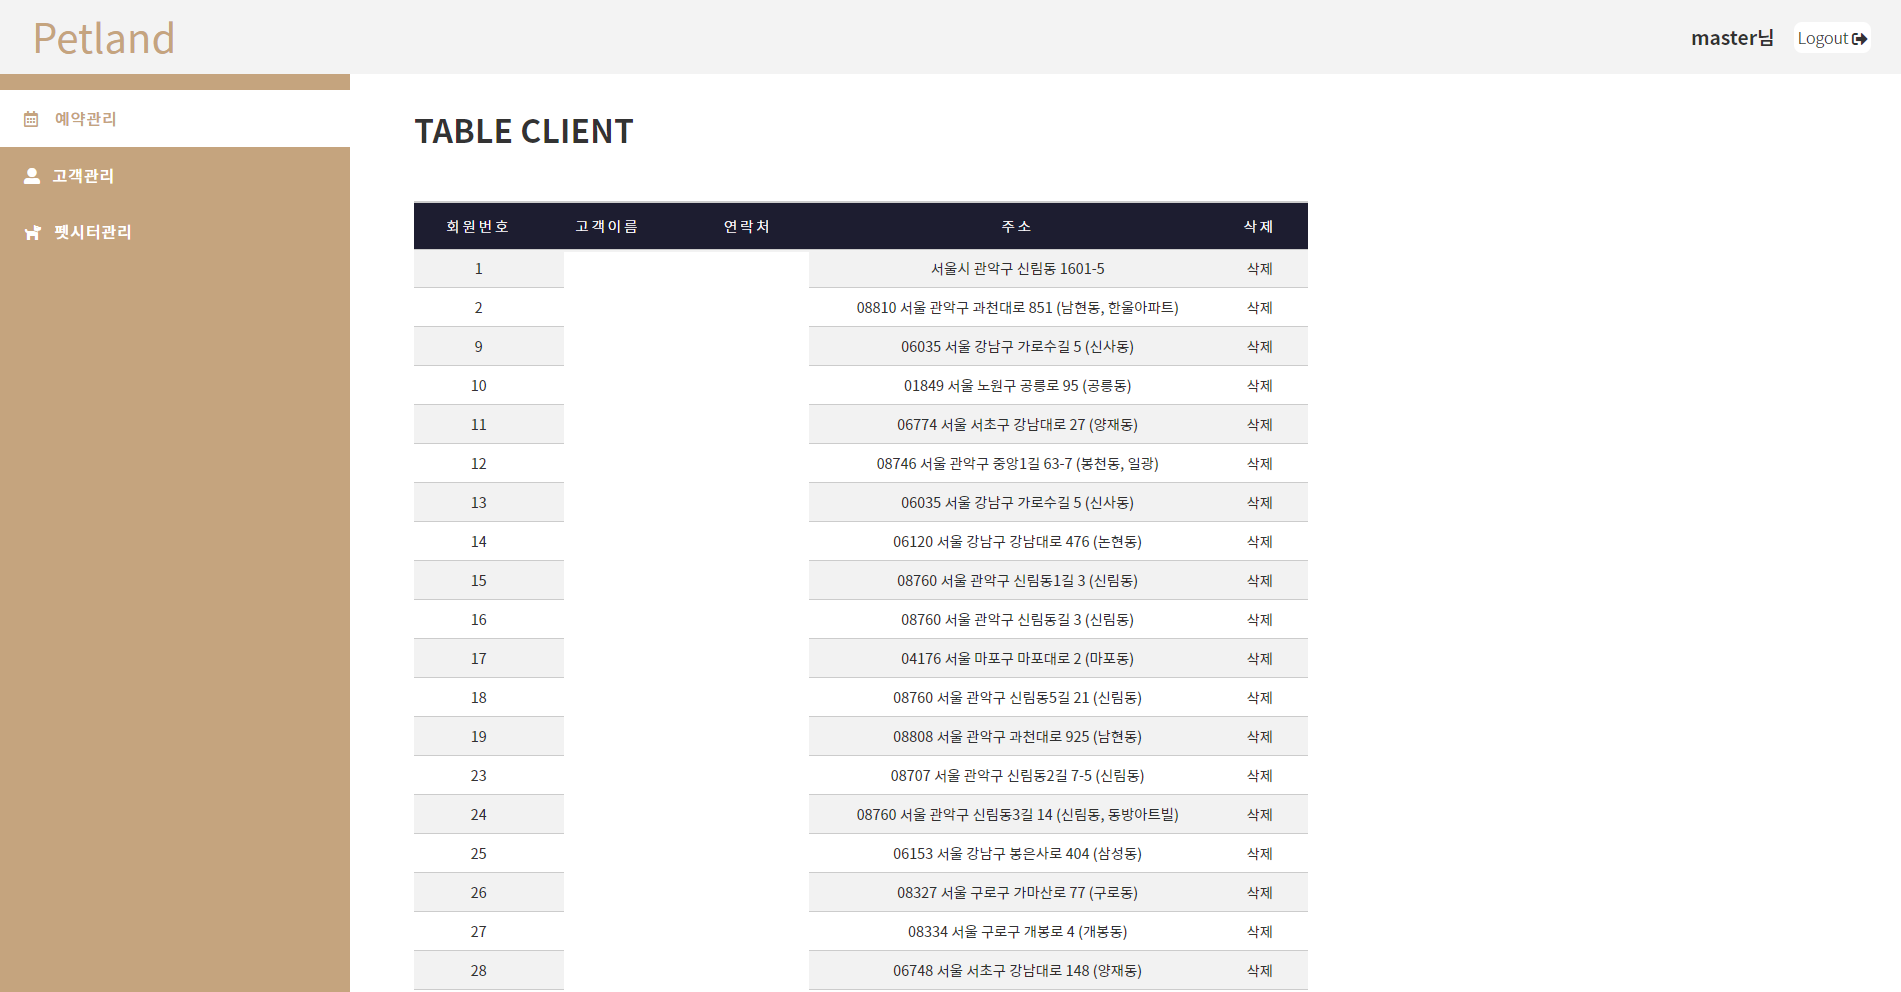 Petland
master님 Logout
예약관리
고객관리
펫시터관리
TABLE CLIENT
회원번호 고객이름 연락처 주소 삭제
1 서울시 관악구 신림동 1601-5 삭제
2 08810 서울 관악구 과천대로 851 (남현동, 한울아파트) 삭제
9 06035 서울 강남구 가로수길 5 (신사동) 삭제
10 01849 서울 노원구 공릉로 95 (공릉동) 삭제
11 06774 서울 서초구 강남대로 27 (양재동) 삭제
12 08746 서울 관악구 중앙1길 63-7 (봉천동, 일광) 삭제
13 06035 서울 강남구 가로수길 5 (신사동) 삭제
14 06120 서울 강남구 강남대로 476 (논현동) 삭제
15 08760 서울 관악구 신림동1길 3 (신림동) 삭제
16 08760 서울 관악구 신림동길 3 (신림동) 삭제
17 04176 서울 마포구 마포대로 2 (마포동) 삭제
18 08760 서울 관악구 신림동5길 21 (신림동) 삭제
19 08808 서울 관악구 과천대로 925 (남현동) 삭제
23 08707 서울 관악구 신림동2길 7-5 (신림동) 삭제
24 08760 서울 관악구 신림동3길 14 (신림동, 동방아트빌) 삭제
25 06153 서울 강남구 봉은사로 404 (삼성동) 삭제
26 08327 서울 구로구 가마산로 77 (구로동) 삭제
27 08334 서울 구로구 개봉로 4 (개봉동) 삭제
28 06748 서울 서초구 강남대로 148 (양재동) 삭제